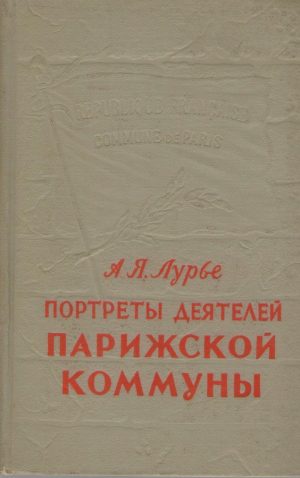 RÉPUBLIQUE FRANÇAISE
COMMUNE DE PARIS
А. Я. Лурье
ПОРТРЕТЫ ДЕЯТЕЛЕЙ
ПАРИЖСКОЙ
КОММУНЫ